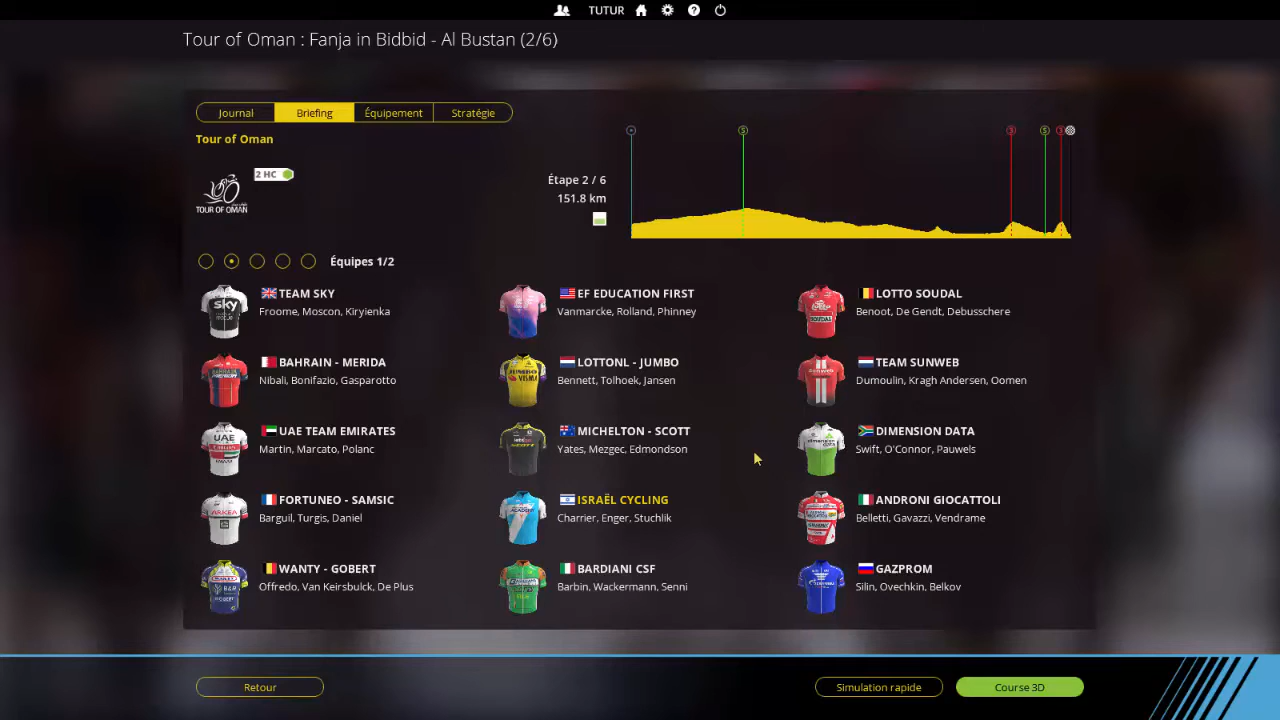 TUTUR
Tour of Oman : Fanja in Bidbid - Al Bustan (2/6)
Journal
Briefing
Équipement
Stratégie
Tour of Oman
2 HC
TOUR OF OMAN
Étape 2 / 6
151.8 km
S
3
S
3
Équipes 1/2
TEAM SKY
Froome, Moscon, Kiryienka
EF EDUCATION FIRST
Vanmarcke, Rolland, Phinney
LOTTO SOUDAL
Benoot, De Gendt, Debusschere
BAHRAIN - MERIDA
Nibali, Bonifazio, Gasparotto
LOTTONL - JUMBO
Bennett, Tolhoek, Jansen
TEAM SUNWEB
Dumoulin, Kragh Andersen, Oomen
UAE TEAM EMIRATES
Martin, Marcato, Polanc
MICHELTON - SCOTT
Yates, Mezgec, Edmondson
DIMENSION DATA
Swift, O'Connor, Pauwels
FORTUNEO - SAMSIC
Barguil, Turgis, Daniel
ISRAËL CYCLING
Charrier, Enger, Stuchlik
ANDRONI GIOCATTOLI
Belletti, Gavazzi, Vendrame
WANTY - GOBERT
Offredo, Van Keirsbulck, De Plus
BARDIANI CSF
Barbin, Wackermann, Senni
GAZPROM
Silin, Ovechkin, Belkov
Retour
Simulation rapide
Course 3D